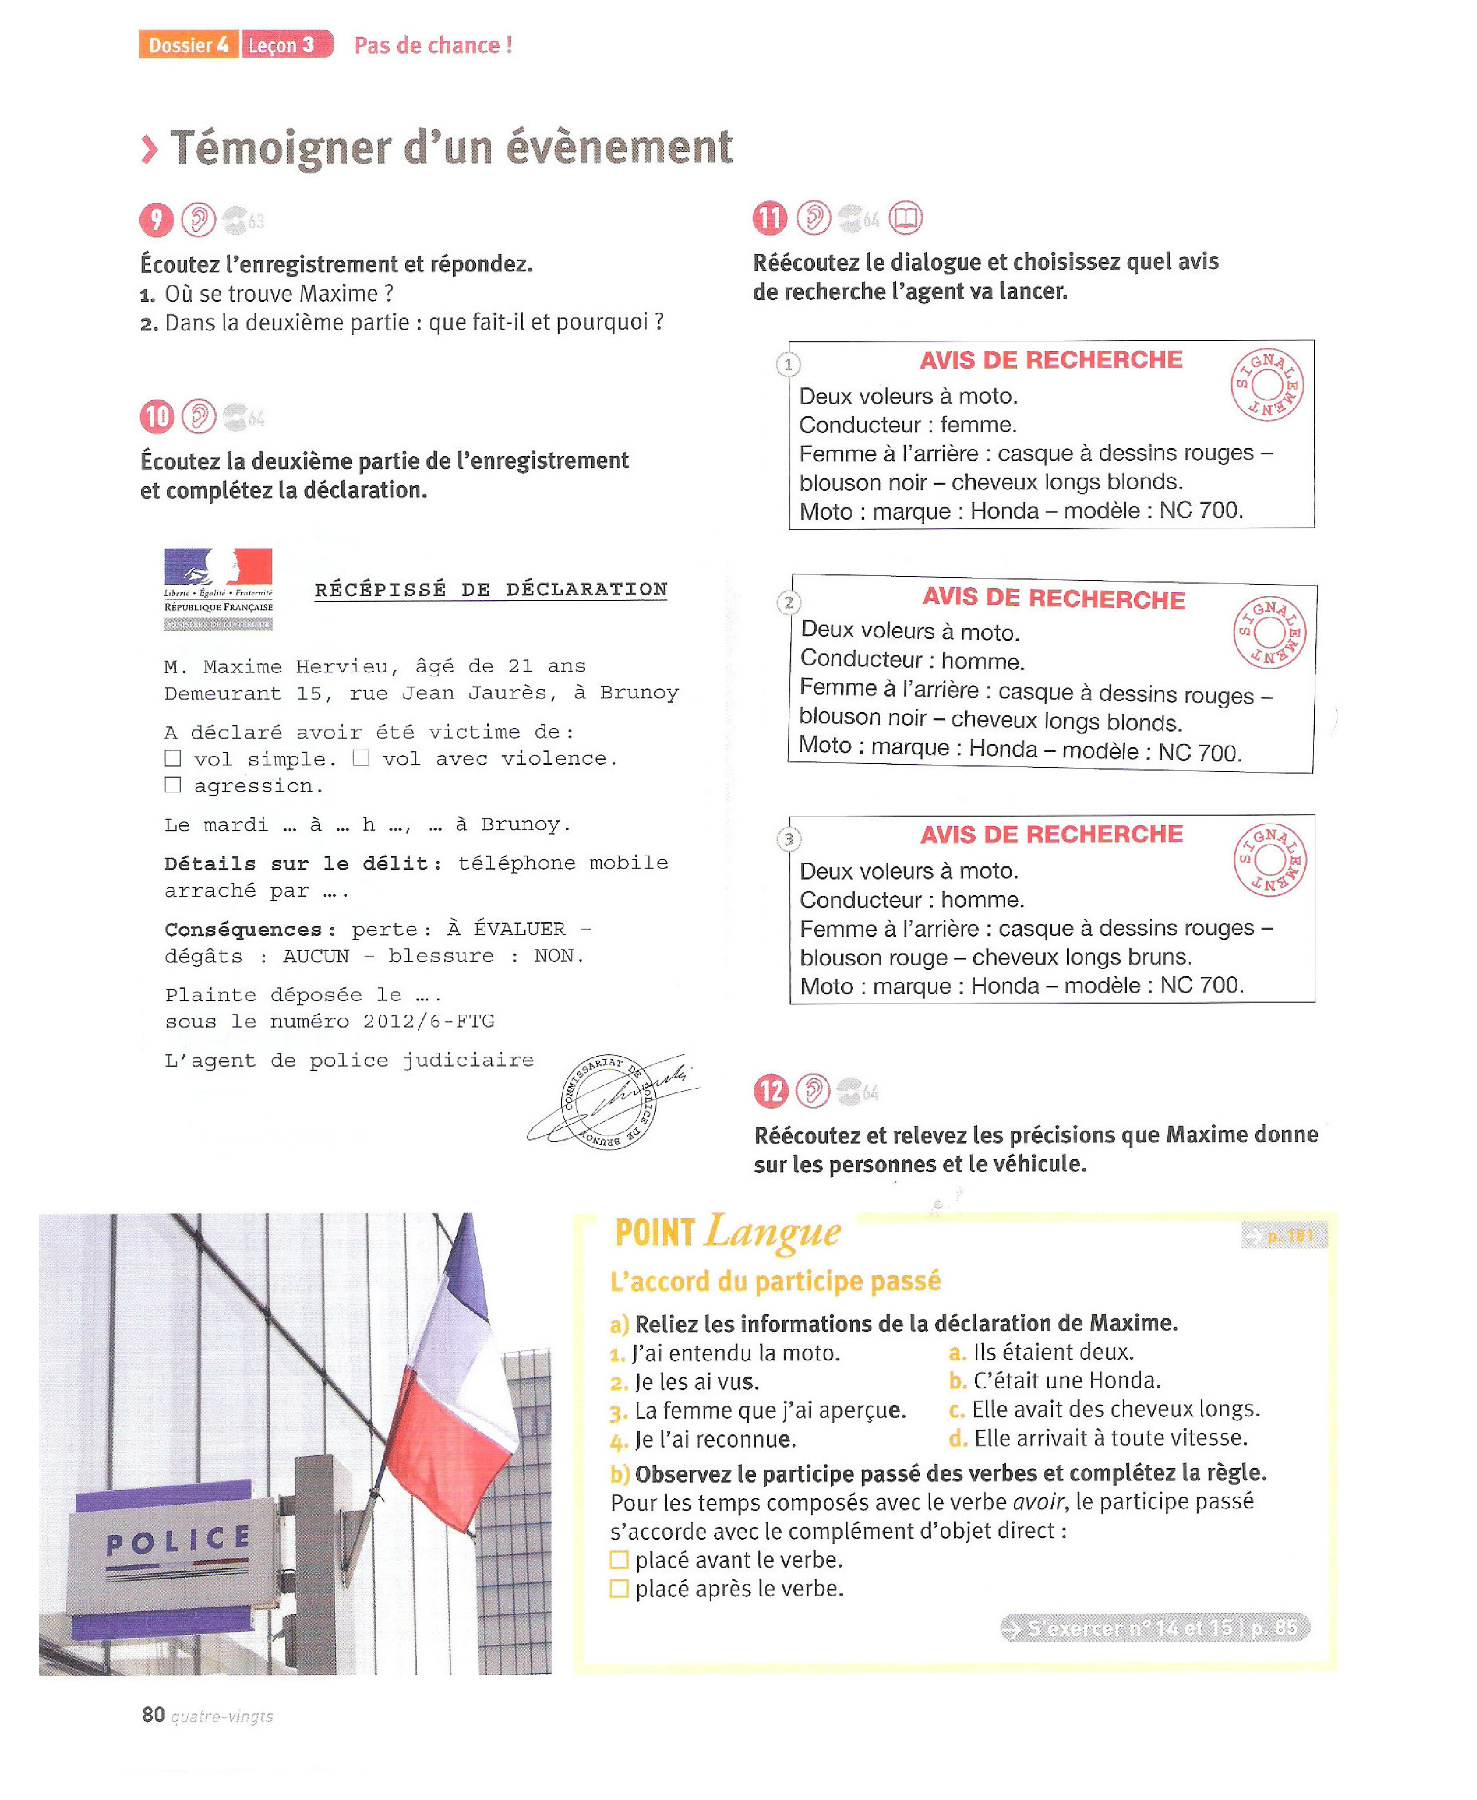 Dossier 4 Leçon 3 Pas de chance !
› Témoigner d'un évènement
9 63
Écoutez l'enregistrement et répondez.
1. Où se trouve Maxime ?
2. Dans la deuxième partie : que fait-il et pourquoi ?
10 64
Écoutez la deuxième partie de l'enregistrement
et complétez la déclaration.
Liberté • Égalité • Fraternité
RÉPUBLIQUE FRANÇAISE
MINISTÈRE DE L'INTÉRIEUR
RÉCÉPISSÉ DE DÉCLARATION
M. Maxime Hervieu, âgé de 21 ans
Demeurant 15, rue Jean Jaurès, à Brunoy
A déclaré avoir été victime de :
☐ vol simple. ☐ vol avec violence.
☐ agression.
Le mardi … à … h …, … à Brunoy.
Détails sur le délit : téléphone mobile
arraché par ….
Conséquences : perte : À ÉVALUER –
dégâts : AUCUN – blessure : NON.
Plainte déposée le ….
sous le numéro 2012/6-FTG
L'agent de police judiciaire
COMMISSARIAT DE POLICE DE BRUNOY
11 64
Réécoutez le dialogue et choisissez quel avis
de recherche l'agent va lancer.
1 AVIS DE RECHERCHE
SIGNALEMENT
Deux voleurs à moto.
Conducteur : femme.
Femme à l'arrière : casque à dessins rouges –
blouson noir – cheveux longs blonds.
Moto : marque : Honda – modèle : NC 700.
2 AVIS DE RECHERCHE
SIGNALEMENT
Deux voleurs à moto.
Conducteur : homme.
Femme à l'arrière : casque à dessins rouges –
blouson noir – cheveux longs blonds.
Moto : marque : Honda – modèle : NC 700.
3 AVIS DE RECHERCHE
SIGNALEMENT
Deux voleurs à moto.
Conducteur : homme.
Femme à l'arrière : casque à dessins rouges –
blouson rouge – cheveux longs bruns.
Moto : marque : Honda – modèle : NC 700.
12 64
Réécoutez et relevez les précisions que Maxime donne
sur les personnes et le véhicule.
POLICE
POINT Langue
→ p. 181
L'accord du participe passé
a) Reliez les informations de la déclaration de Maxime.
1. J'ai entendu la moto. a. Ils étaient deux.
2. Je les ai vus. b. C'était une Honda.
3. La femme que j'ai aperçue. c. Elle avait des cheveux longs.
4. Je l'ai reconnue. d. Elle arrivait à toute vitesse.
b) Observez le participe passé des verbes et complétez la règle.
Pour les temps composés avec le verbe avoir, le participe passé
s'accorde avec le complément d'objet direct :
☐ placé avant le verbe.
☐ placé après le verbe.
→ S'exercer n° 14 et 15 | p. 85
80 quatre-vingts